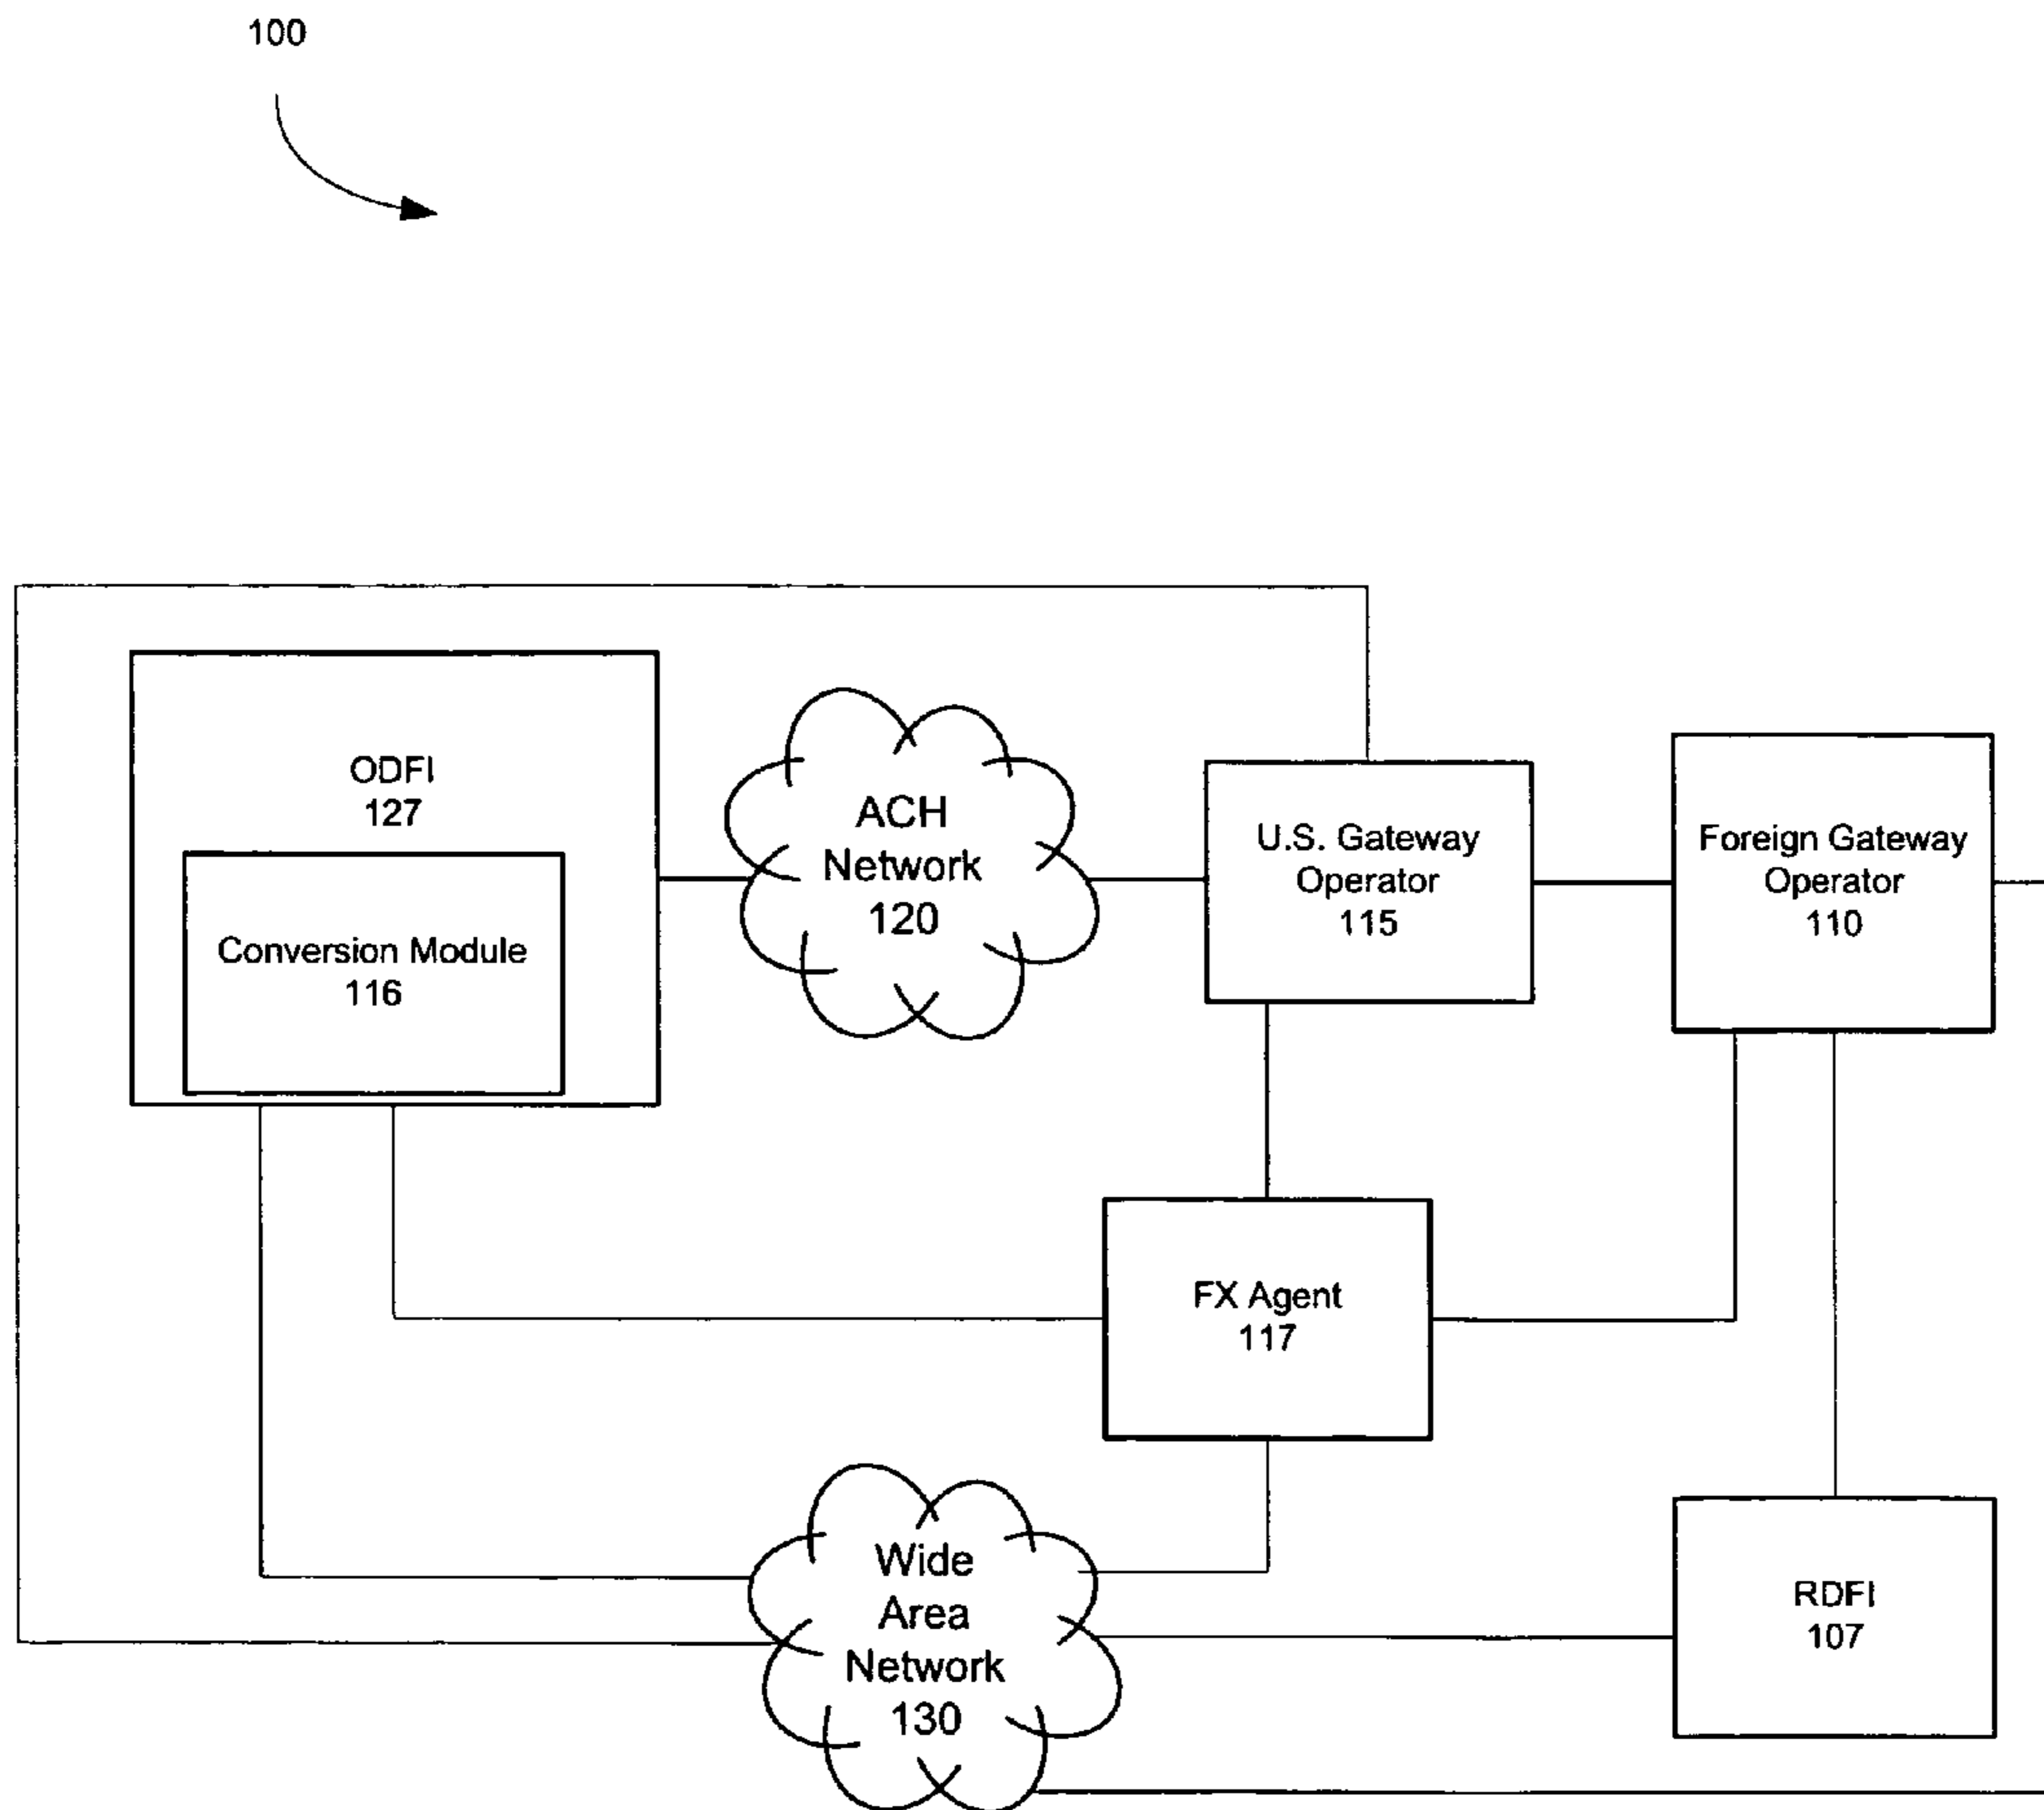 100
ODFI
127
Conversion Module
116
ACH
Network
120
U.S. Gateway
Operator
115
Foreign Gateway
Operator
110
FX Agent
117
Wide
Area
Network
130
RDFI
107